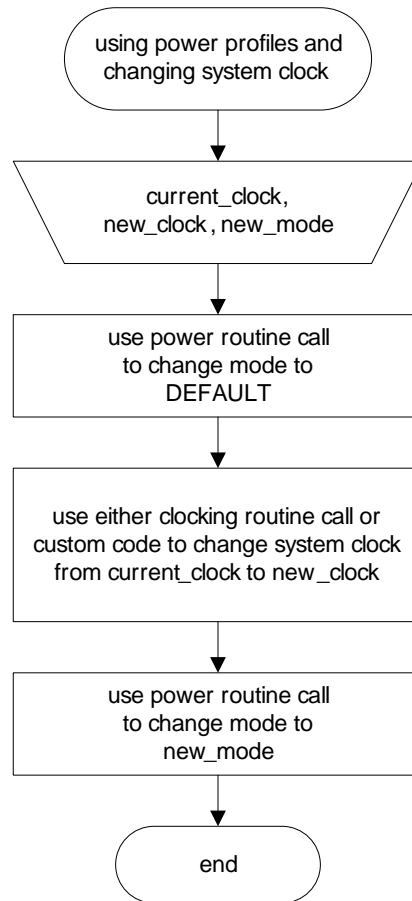 using power profiles and
changing system clock
current_clock,
new_clock, new_mode
use power routine call
to change mode to
DEFAULT
use either clocking routine call or
custom code to change system clock
from current_clock to new_clock
use power routine call
to change mode to
new_mode
end